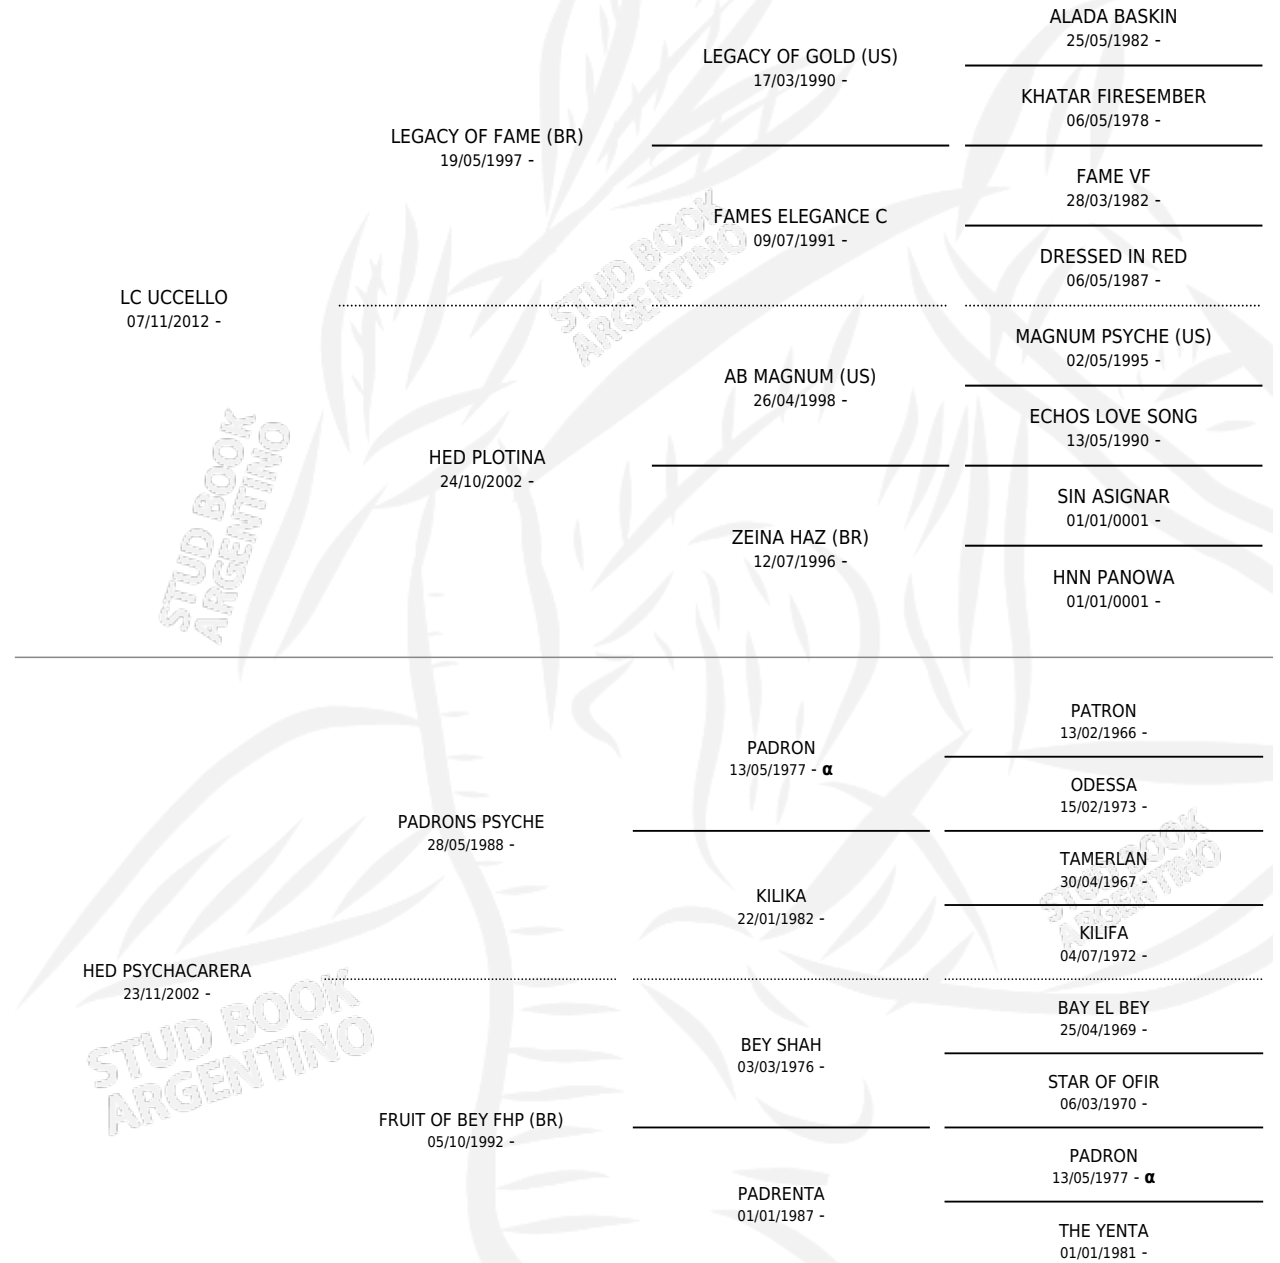 ALADA BASKIN
25/05/1982 -
LEGACY OF GOLD (US)
17/03/1990 -
KHATAR FIRESEMBER
06/05/1978 -
LEGACY OF FAME (BR)
19/05/1997 -
FAME VF
28/03/1982 -
FAMES ELEGANCE C
09/07/1991 -
DRESSED IN RED
06/05/1987 -
LC UCCELLO
07/11/2012 -
MAGNUM PSYCHE (US)
02/05/1995 -
AB MAGNUM (US)
26/04/1998 -
ECHOS LOVE SONG
13/05/1990 -
HED PLOTINA
24/10/2002 -
SIN ASIGNAR
01/01/0001 -
ZEINA HAZ (BR)
12/07/1996 -
HNN PANOWA
01/01/0001 -
PATRON
13/02/1966 -
PADRON
13/05/1977 - α
ODESSA
15/02/1973 -
PADRONS PSYCHE
28/05/1988 -
TAMERLAN
30/04/1967 -
KILIKA
22/01/1982 -
KILIFA
04/07/1972 -
HED PSYCHACARERA
23/11/2002 -
BAY EL BEY
25/04/1969 -
BEY SHAH
03/03/1976 -
STAR OF OFIR
06/03/1970 -
FRUIT OF BEY FHP (BR)
05/10/1992 -
PADRON
13/05/1977 - α
PADRENTA
01/01/1987 -
THE YENTA
01/01/1981 -
STUD BOOK
ARGENTINO
STUD BOOK
ARGENTINO
STUD BOOK
ARGENTINO
STUD BOOK
ARGENTINO